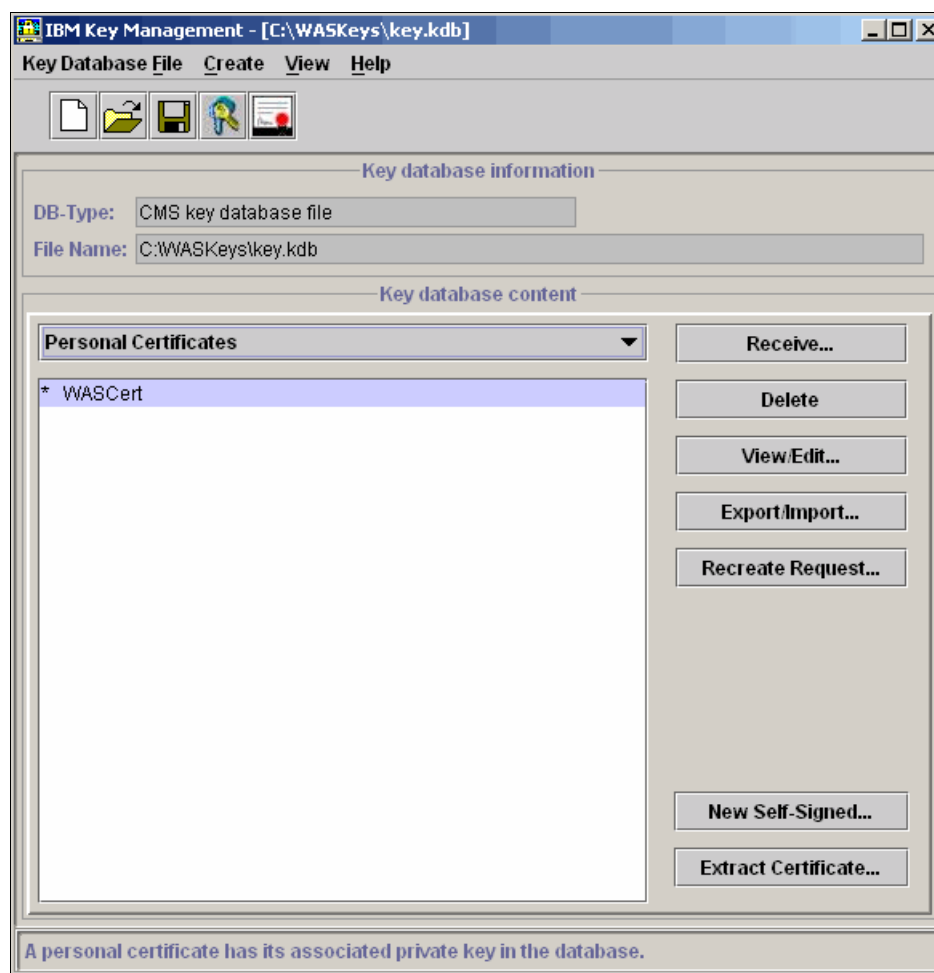 IBM Key Management - [C:\WASKeys\key.kdb]
Key Database File Create View Help
Key database information
DB-Type: CMS key database file
File Name: C:\WASKeys\key.kdb
Key database content
Personal Certificates
Receive...
* WASCert
Delete
View/Edit...
Export/Import...
Recreate Request...
New Self-Signed...
Extract Certificate...
A personal certificate has its associated private key in the database.